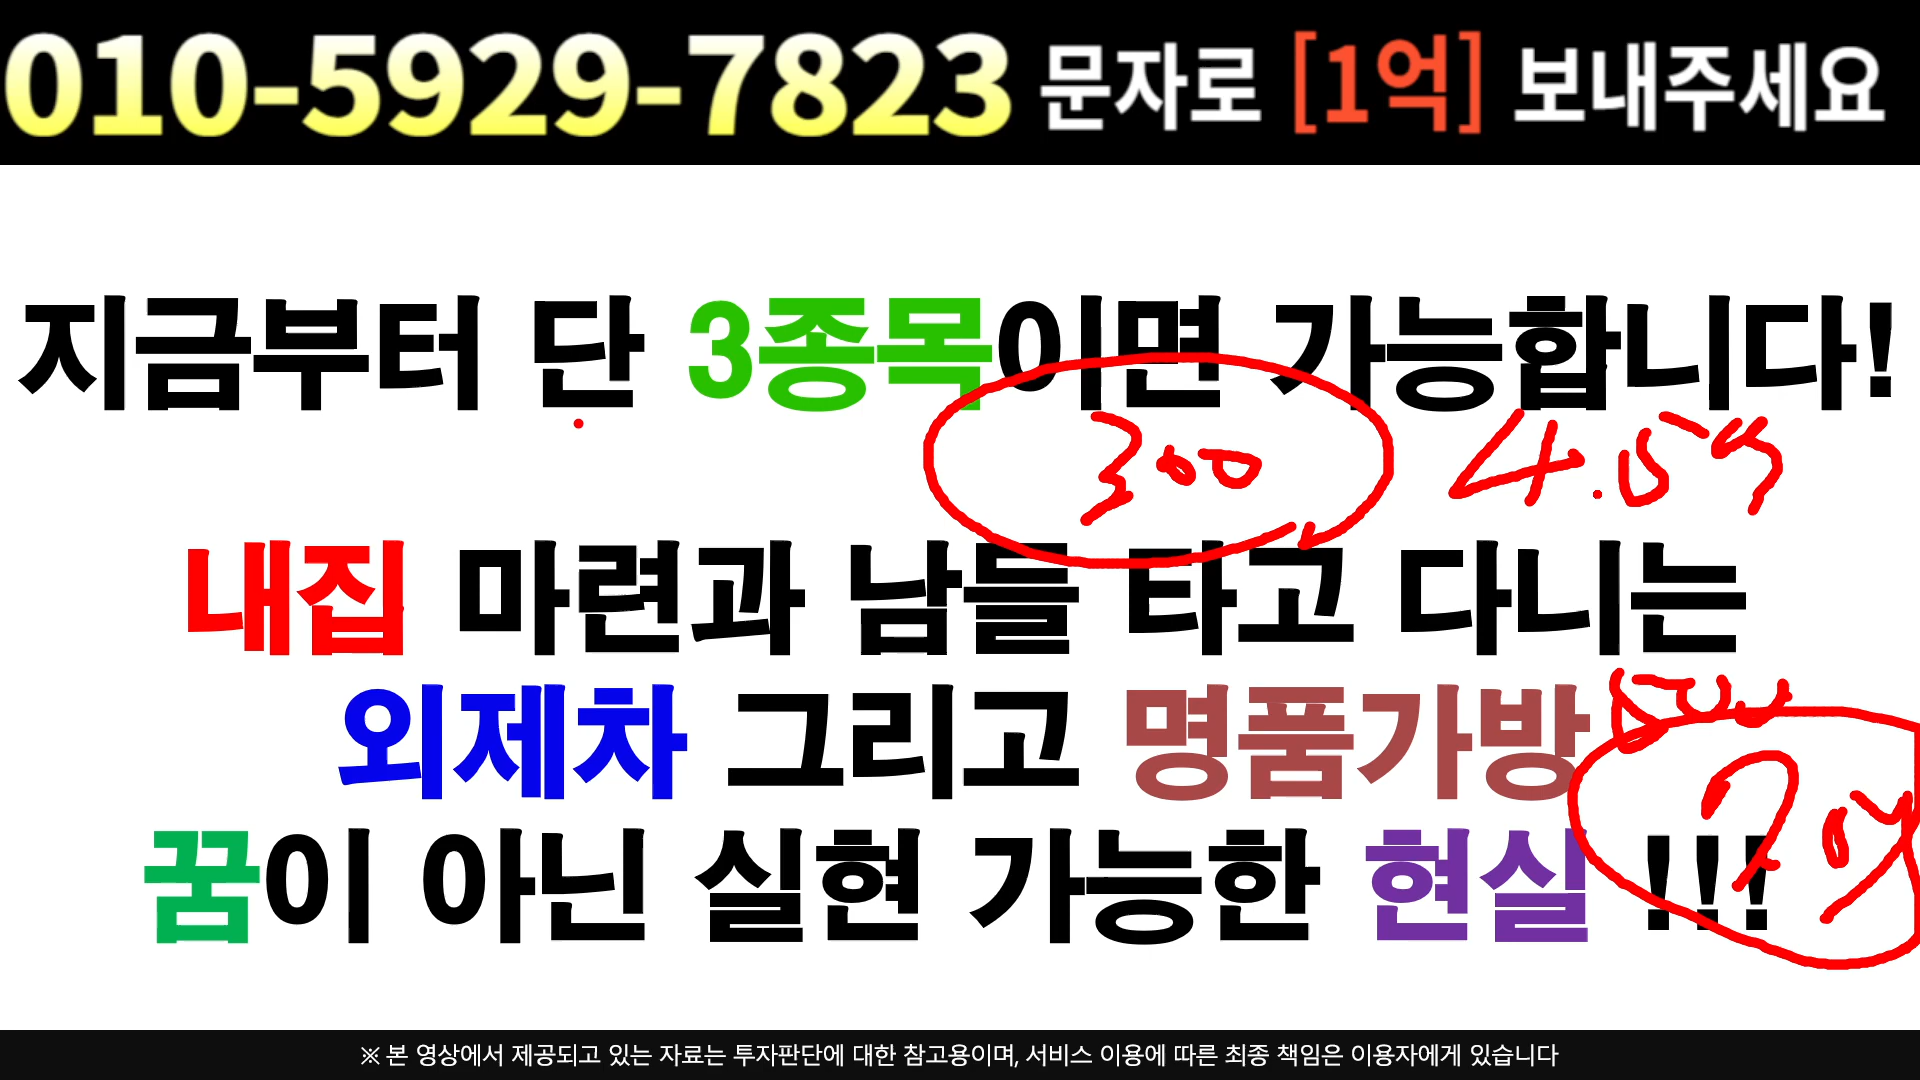 010-5929-7823 문자로 [1억] 보내주세요
지금부터 단 3종목이면 가능합니다!
300
4.5억
내집 마련과 남들 타고 다니는
외제차 그리고 명품가방
500
꿈이 아닌 실현 가능한 현실 !!!
※ 본 영상에서 제공되고 있는 자료는 투자판단에 대한 참고용이며, 서비스 이용에 따른 최종 책임은 이용자에게 있습니다